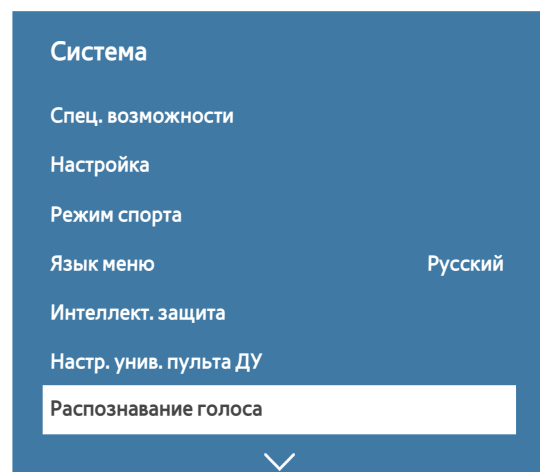 Система
Спец. возможности
Настройка
Режим спорта
Язык меню Русский
Интеллект. защита
Настр. унив. пульта ДУ
Распознавание голоса